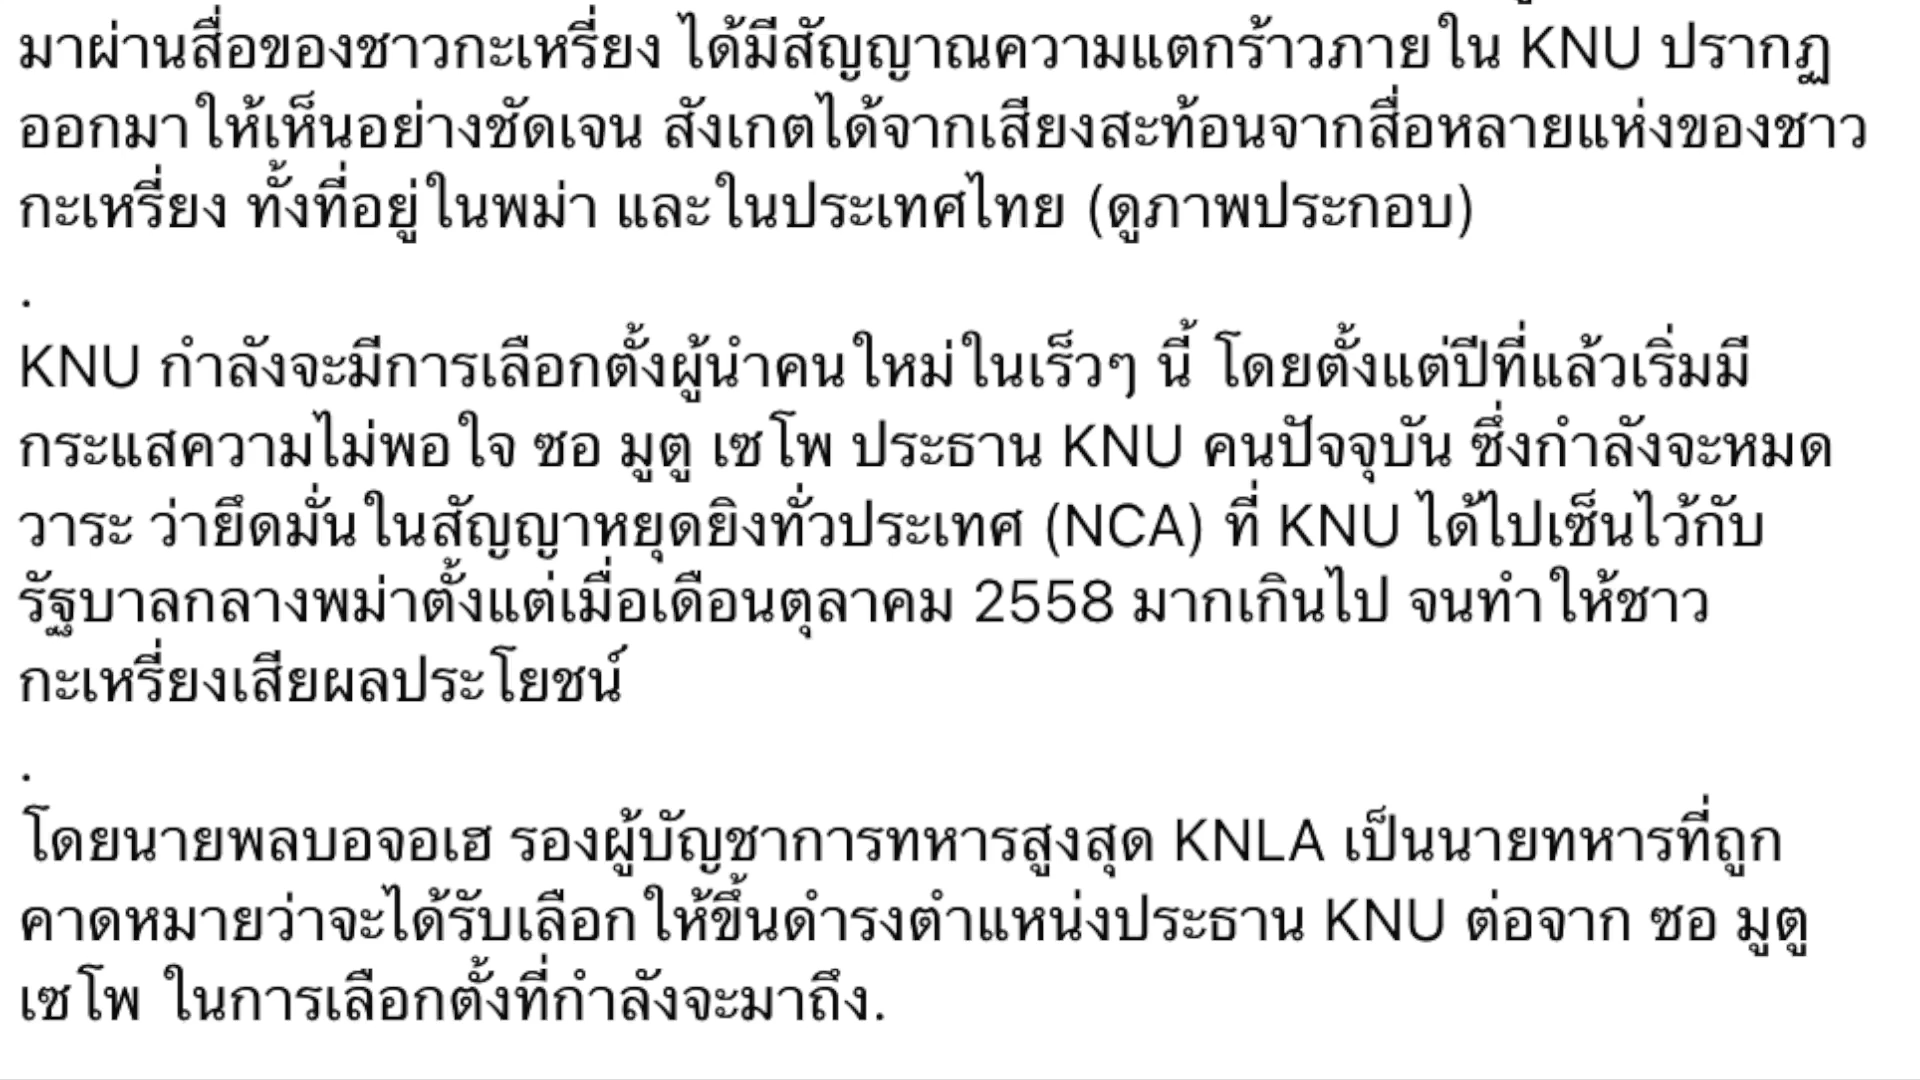 มาผ่านสื่อของชาวกะเหรี่ยง ได้มีสัญญาณความแตกร้าวภายใน KNU ปรากฏ
ออกมาให้เห็นอย่างชัดเจน สังเกตได้จากเสียงสะท้อนจากสื่อหลายแห่งของชาว
กะเหรี่ยง ทั้งที่อยู่ในพม่า และในประเทศไทย (ดูภาพประกอบ)
.
KNU กำลังจะมีการเลือกตั้งผู้นำคนใหม่ในเร็วๆ นี้ โดยตั้งแต่ปีที่แล้วเริ่มมี
กระแสความไม่พอใจ ซอ มูตู เซโพ ประธาน KNU คนปัจจุบัน ซึ่งกำลังจะหมด
วาระ ว่ายึดมั่นในสัญญาหยุดยิงทั่วประเทศ (NCA) ที่ KNU ได้ไปเซ็นไว้กับ
รัฐบาลกลางพม่าตั้งแต่เมื่อเดือนตุลาคม 2558 มากเกินไป จนทำให้ชาว
กะเหรี่ยงเสียผลประโยชน์
.
โดยนายพลบอจอเฮ รองผู้บัญชาการทหารสูงสุด KNLA เป็นนายทหารที่ถูก
คาดหมายว่าจะได้รับเลือกให้ขึ้นดำรงตำแหน่งประธาน KNU ต่อจาก ซอ มูตู
เซโพ ในการเลือกตั้งที่กำลังจะมาถึง.